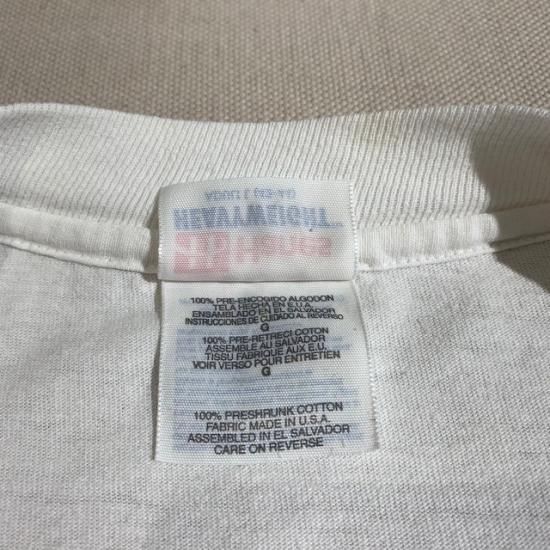 HEAVYWEIGHT
Hanes
100% PRE-ENCOGIDO ALGODON
TELA HECHA EN E.U.A.
ENSAMBLADO EN EL SALVADOR
INSTRUCCIONES DE CUIDADO AL REVERSO
G
100% PRE-RETRECI COTON
ASSEMBLE AU SALVADOR
TISSU FABRIQUE AUX E.U.
VOIR VERSO POUR ENTRETIEN
G
100% PRESHRUNK COTTON
FABRIC MADE IN U.S.A.
ASSEMBLED IN EL SALVADOR
CARE ON REVERSE